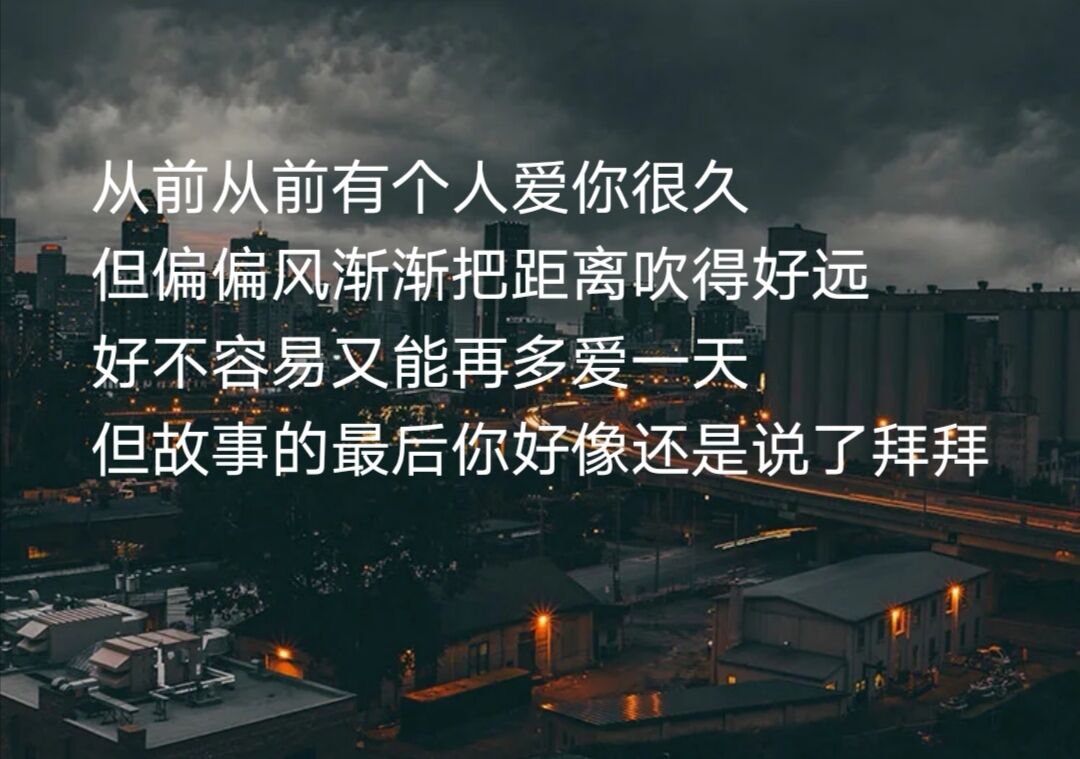 从前从前有个人爱你很久
但偏偏风渐渐把距离吹得好远
好不容易又能再多爱一天
但故事的最后你好像还是说了拜拜